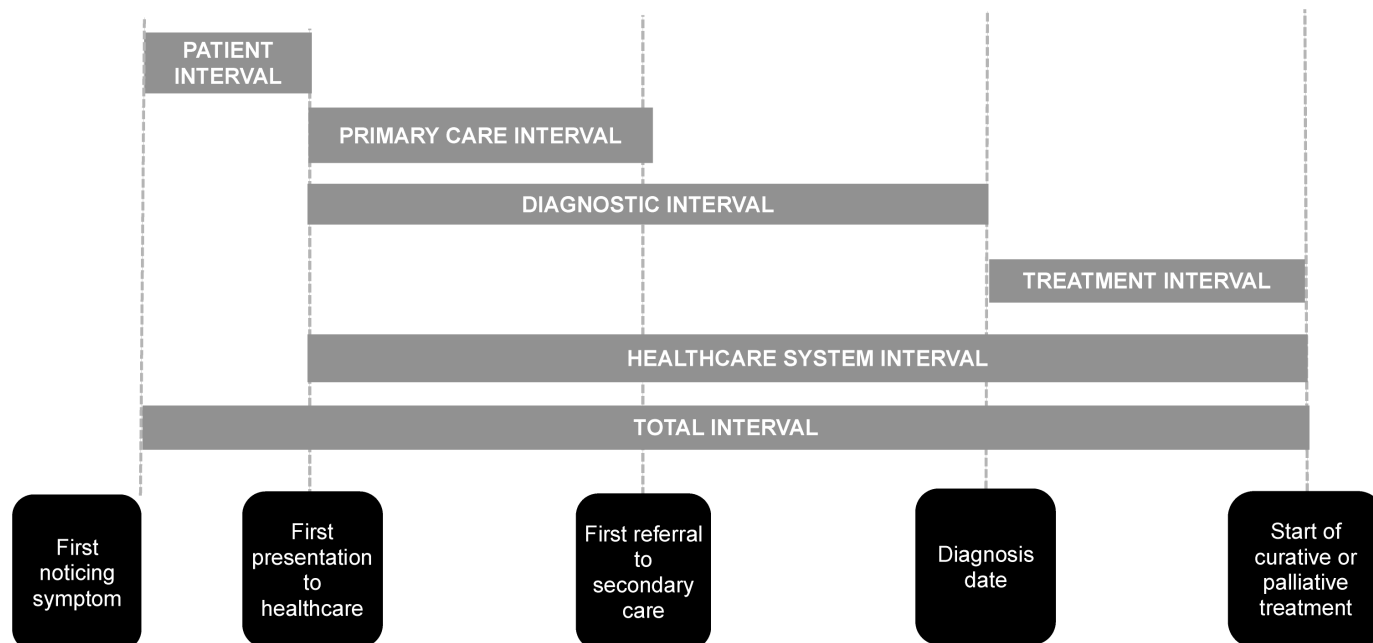 PATIENT
INTERVAL
PRIMARY CARE INTERVAL
DIAGNOSTIC INTERVAL
TREATMENT INTERVAL
HEALTHCARE SYSTEM INTERVAL
TOTAL INTERVAL
First
noticing
symptom
First
presentation
to
healthcare
First referral
to
secondary
care
Diagnosis
date
Start of
curative or
palliative
treatment